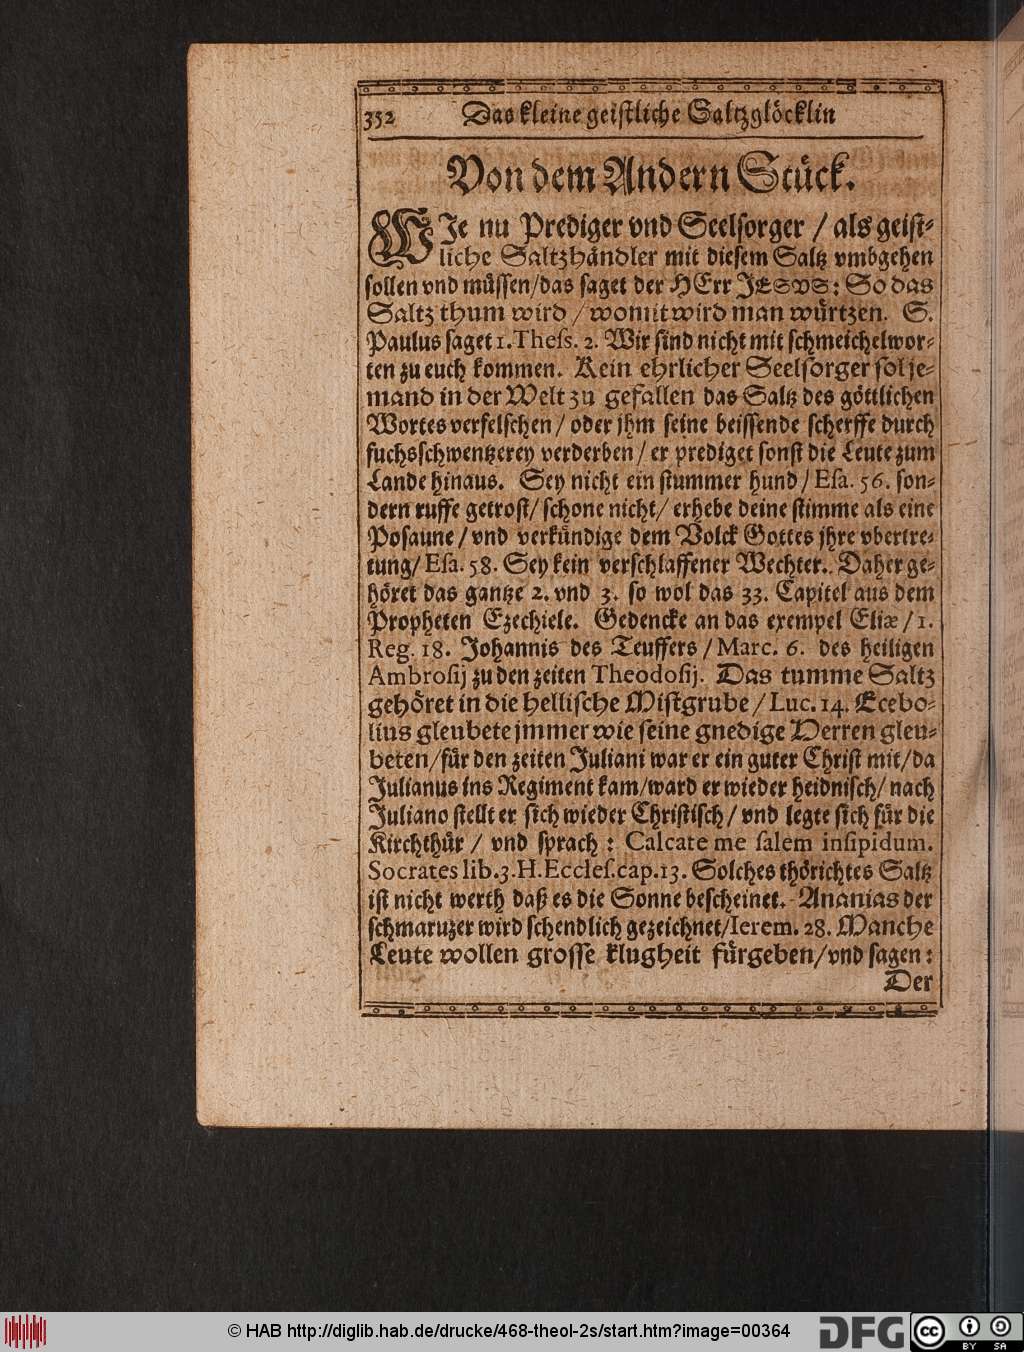 352 Das kleine geistliche Saltzglöcklin
Von dem Andern Stück.
WJe nu Prediger vnd Seelsorger / als geist-
liche Saltzhändler mit diesem Saltz vmbgehen
sollen vnd müssen/das saget der HErr JESVS: So das
Saltz thum wird / womit wird man würtzen. S.
Paulus saget 1. Thess. 2. Wir sind nicht mit schmeichelwor-
ten zu euch kommen. Kein ehrlicher Seelsorger sol je-
mand in der Welt zu gefallen das Saltz des göttlichen
Wortes verfelschen/ oder jhm seine beissende scherffe durch
fuchsschwentzerey verderben/ er prediget sonst die Leute zum
Lande hinaus. Sey nicht ein stummer hund/ Esa. 56. son-
dern ruffe getrost/ schone nicht/ erhebe deine stimme als eine
Posaune / vnd verkündige dem Volck Gottes jhre vbertre-
tung/ Esa. 58. Sey kein verschlaffener Wechter. Daher ge-
höret das gantze 2. vnd 3. so wol das 33. Capitel aus dem
Propheten Ezechiele. Gedencke an das exempel Eliæ / 1.
Reg. 18. Johannis des Teuffers / Marc. 6. des heiligen
Ambrosij zu den zeiten Theodosij. Das tumme Saltz
gehöret in die hellische Mistgrube / Luc. 14. Ecebo-
lius gleubete jmmer wie seine gnedige Herren gleu-
beten/für den zeiten Juliani war er ein guter Christ mit/da
Julianus ins Regiment kam/ward er wieder heidnisch/ nach
Juliano stellt er sich wieder Christisch / vnd legte sich für die
Kirchthür / vnd sprach : Calcate me salem insipidum.
Socrates lib.3.H.Eccles.cap.13. Solches thörichtes Saltz
ist nicht werth daß es die Sonne bescheinet. Ananias der
schmaruzer wird schendlich gezeichnet/Ierem. 28. Manche
Leute wollen grosse klugheit fürgeben/vnd sagen:
Der
© HAB http://diglib.hab.de/drucke/468-theol-2s/start.htm?image=00364
DFG
cc BY SA